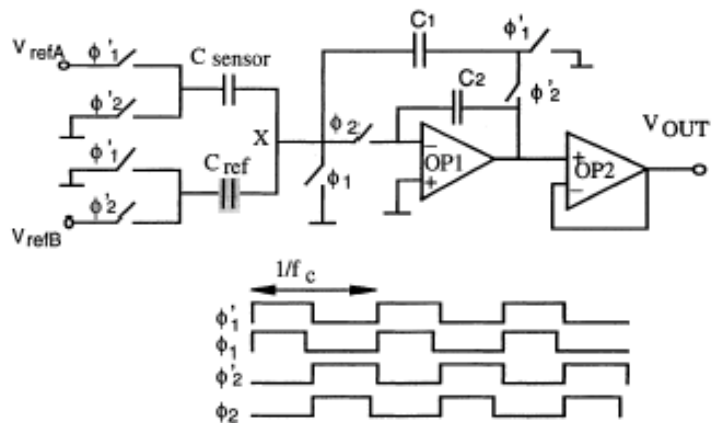 VrefA ϕ'1
C sensor
ϕ'2
ϕ'1
X
C ref
ϕ'2
VrefB
C1
ϕ'1
C2
ϕ'2
ϕ2
ϕ1
−
+
OP1
+
−
OP2
VOUT
1/f c
ϕ'1
ϕ1
ϕ'2
ϕ2